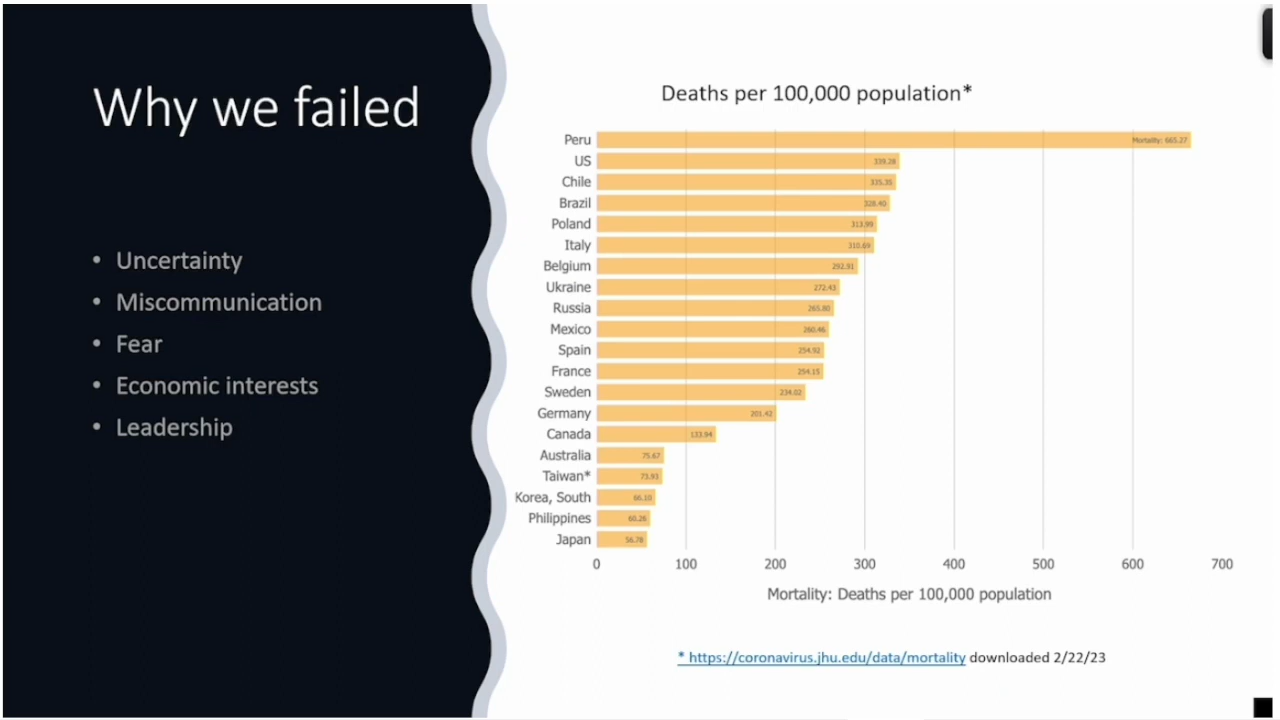 Why we failed
• Uncertainty
• Miscommunication
• Fear
• Economic interests
• Leadership
Deaths per 100,000 population*
Peru Mortality: 665.27
US 339.28
Chile 335.35
Brazil 328.40
Poland 313.99
Italy 310.69
Belgium 292.91
Ukraine 272.43
Russia 265.80
Mexico 260.46
Spain 254.92
France 254.15
Sweden 234.02
Germany 201.42
Canada 133.94
Australia 75.67
Taiwan* 73.93
Korea, South 66.10
Philippines 60.26
Japan 56.78
0 100 200 300 400 500 600 700
Mortality: Deaths per 100,000 population
* https://coronavirus.jhu.edu/data/mortality downloaded 2/22/23